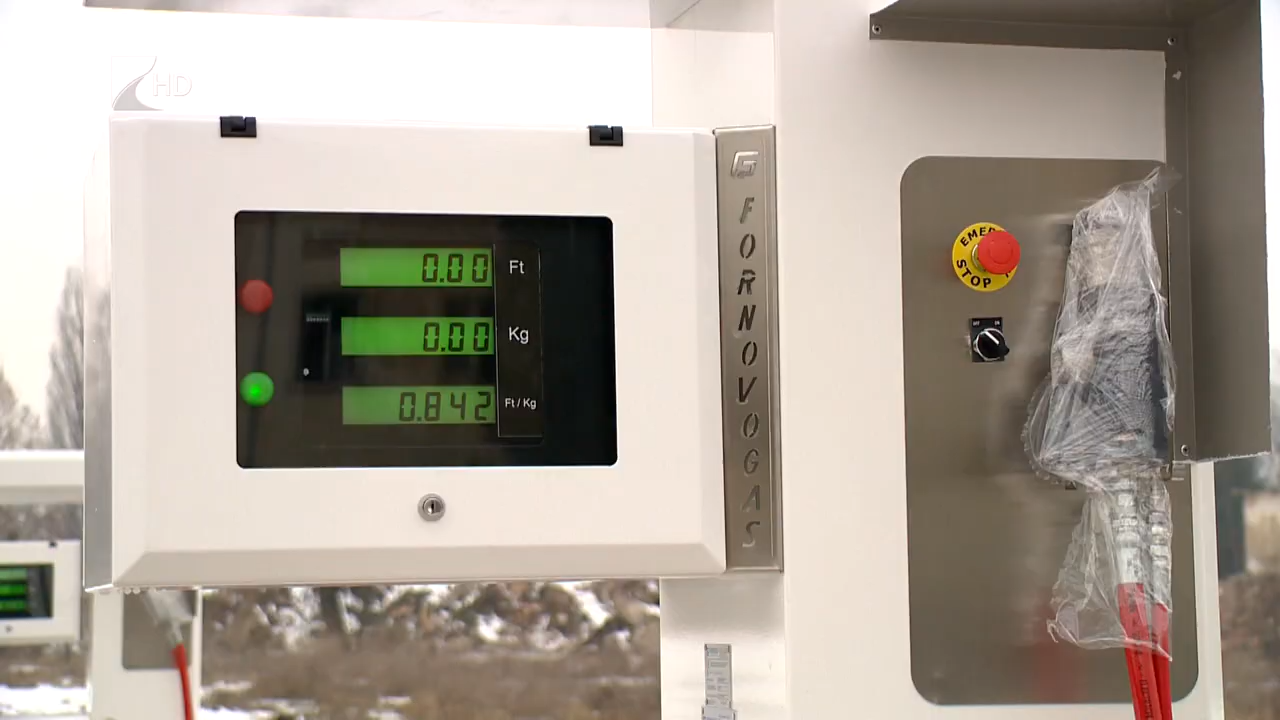 HD
0.00 Ft
0.00 Kg
0.842 Ft / Kg
FORNOVOGAS
STOP